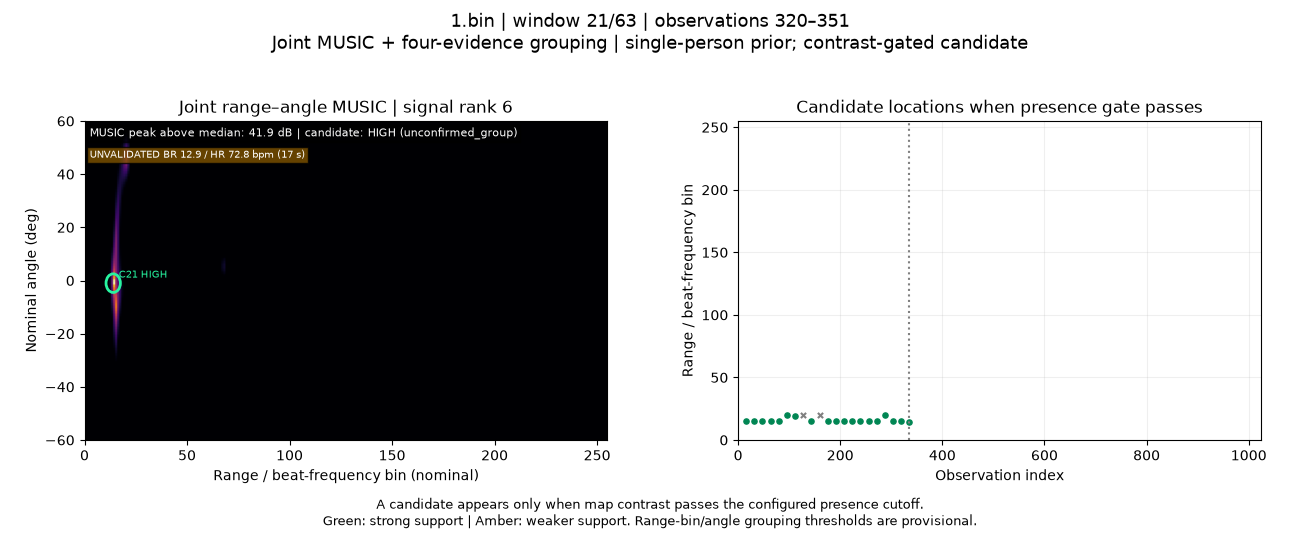 1.bin | window 21/63 | observations 320–351
Joint MUSIC + four-evidence grouping | single-person prior; contrast-gated candidate
Joint range–angle MUSIC | signal rank 6
MUSIC peak above median: 41.9 dB | candidate: HIGH (unconfirmed_group)
UNVALIDATED BR 12.9 / HR 72.8 bpm (17 s)
C21 HIGH
60
40
20
0
−20
−40
−60
Nominal angle (deg)
0
50
100
150
200
250
Range / beat-frequency bin (nominal)
Candidate locations when presence gate passes
250
200
150
100
50
0
Range / beat-frequency bin
0
200
400
600
800
1000
Observation index
A candidate appears only when map contrast passes the configured presence cutoff.
Green: strong support | Amber: weaker support. Range-bin/angle grouping thresholds are provisional.